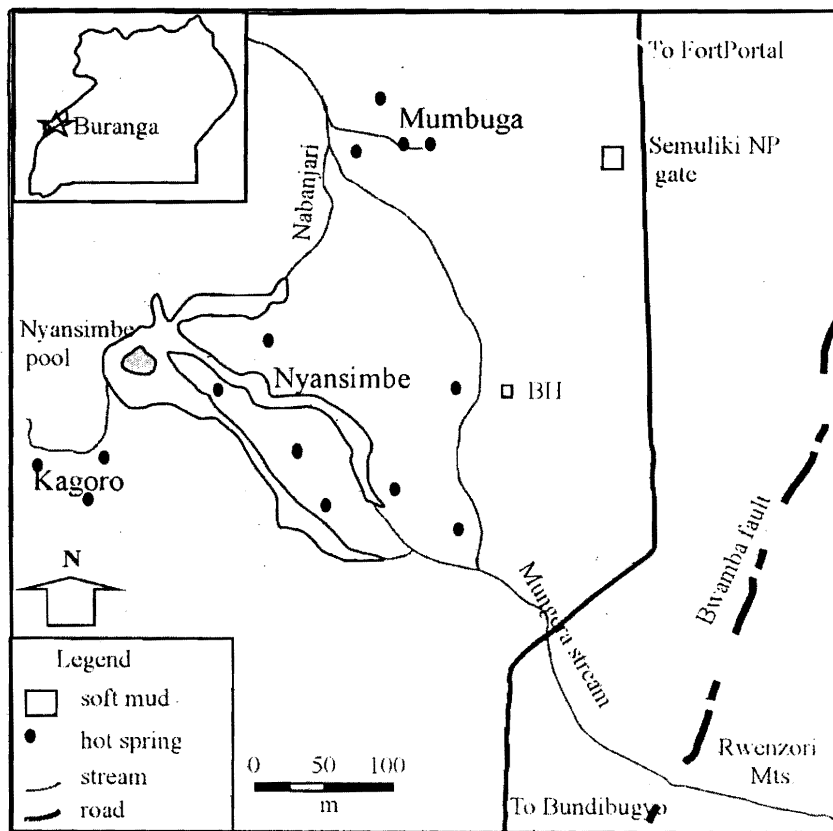 To FortPortal
Buranga
Mumbuga
Semuliki NP
gate
Nabanjari
Nyansimbe
pool
Nyansimbe
BH
Kagoro
N
Mungera stream
Bwamba fault
Legend
soft mud
hot spring
stream
road
0 50 100
m
Rwenzori
Mts.
To Bundibugyo